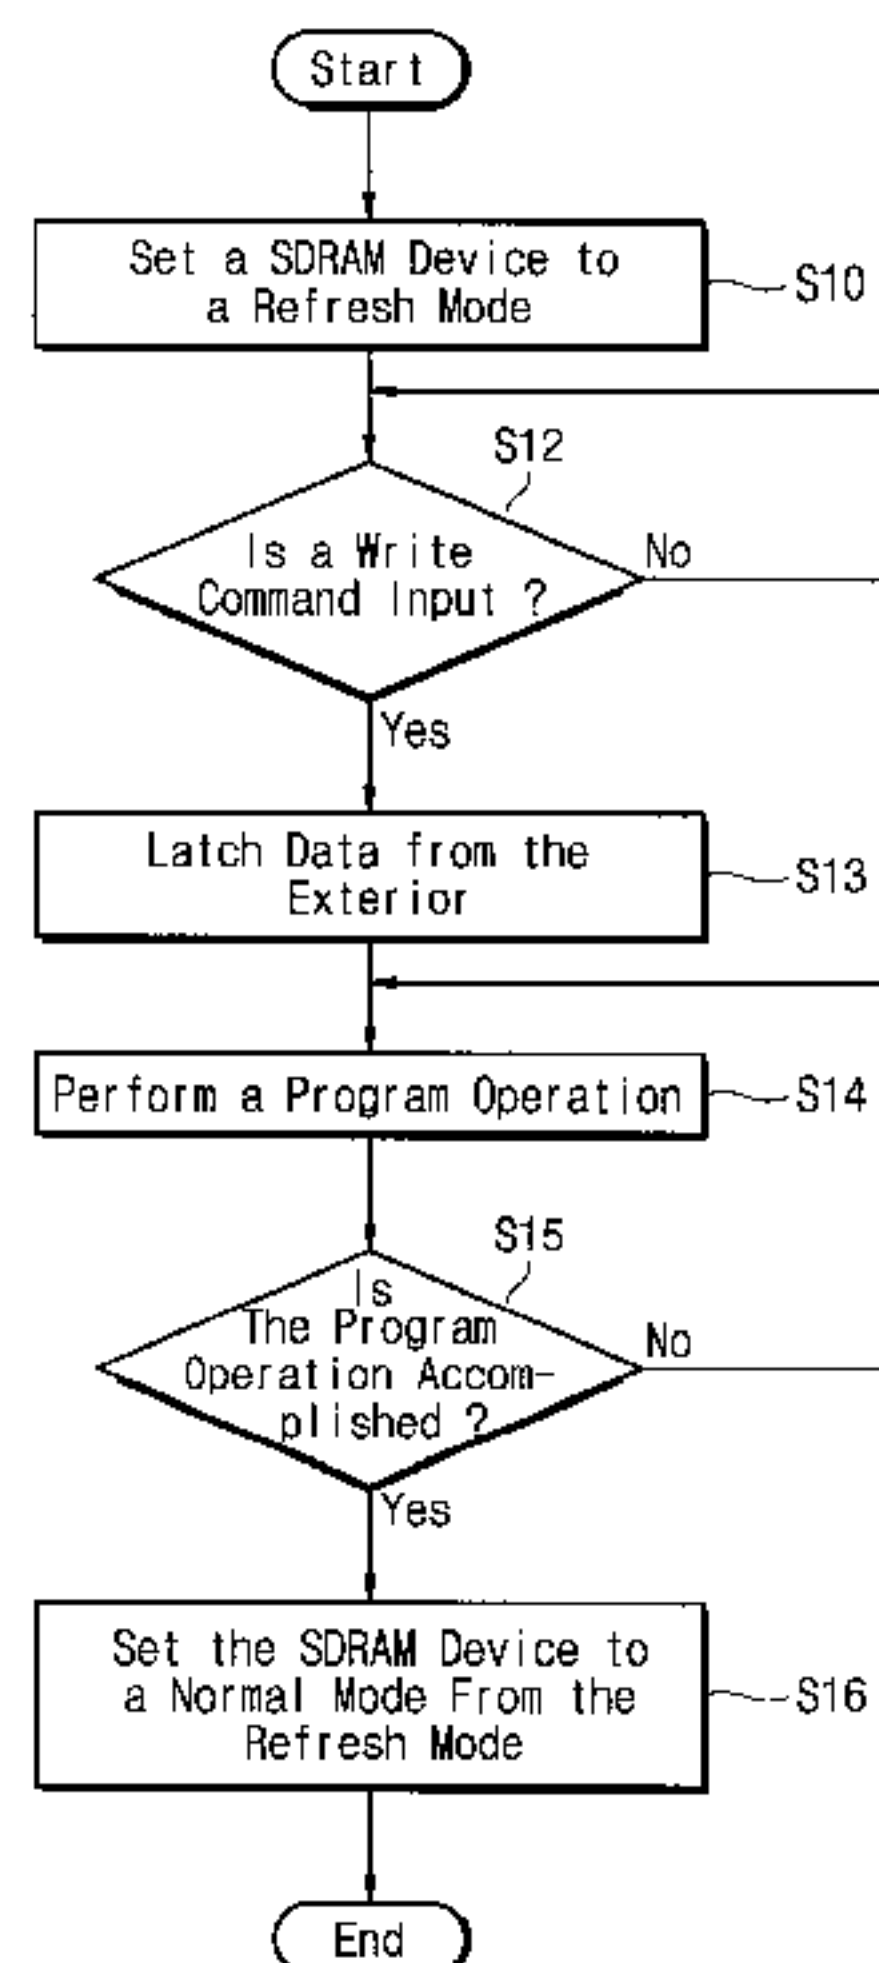 Start
Set a SDRAM Device to
a Refresh Mode
S10
S12
Is a Write
Command Input ?
No
Yes
Latch Data from the
Exterior
S13
Perform a Program Operation
S14
S15
Is
The Program
Operation Accom-
plished ?
No
Yes
Set the SDRAM Device to
a Normal Mode From the
Refresh Mode
S16
End